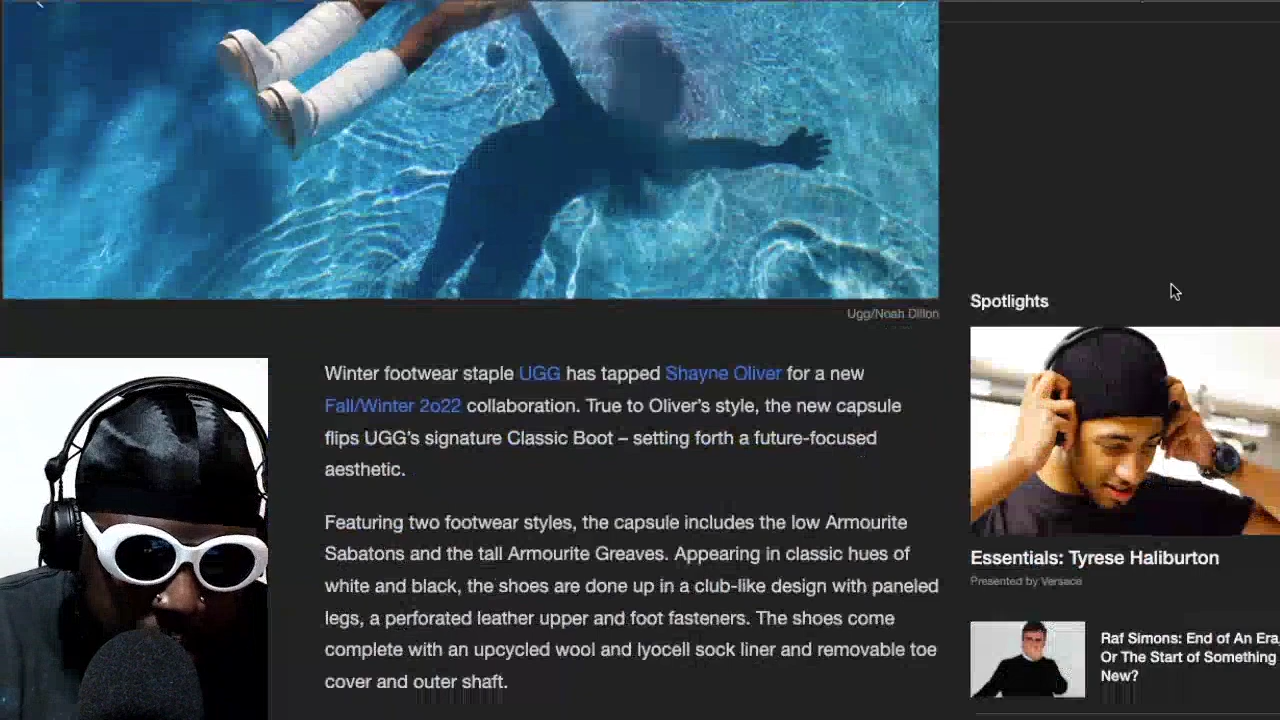 Ugg/Noah Dillon
Winter footwear staple UGG has tapped Shayne Oliver for a new
Fall/Winter 2o22 collaboration. True to Oliver's style, the new capsule
flips UGG's signature Classic Boot – setting forth a future-focused
aesthetic.
Featuring two footwear styles, the capsule includes the low Armourite
Sabatons and the tall Armourite Greaves. Appearing in classic hues of
white and black, the shoes are done up in a club-like design with paneled
legs, a perforated leather upper and foot fasteners. The shoes come
complete with an upcycled wool and lyocell sock liner and removable toe
cover and outer shaft.
Spotlights
Essentials: Tyrese Haliburton
Presented by Versace
Raf Simons: End of An Era,
Or The Start of Something
New?